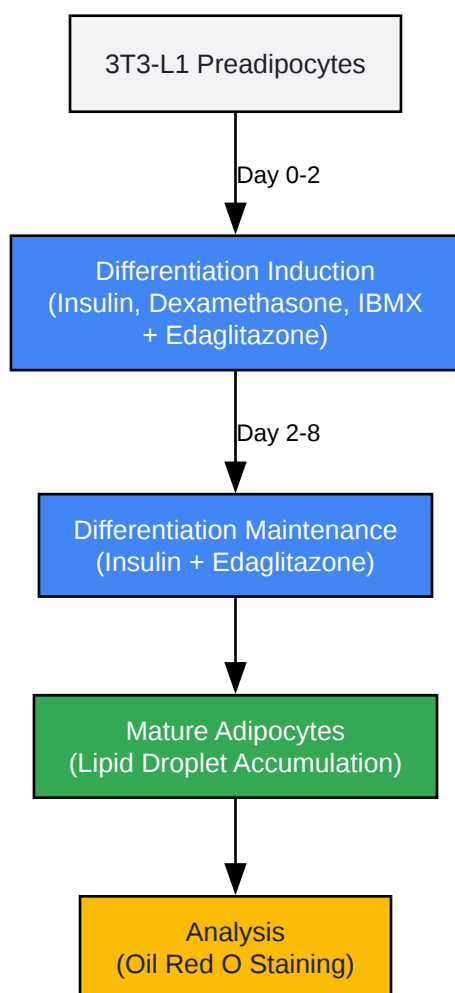 3T3-L1 Preadipocytes
Day 0-2
Differentiation Induction
(Insulin, Dexamethasone, IBMX
+ Edaglitazone)
Day 2-8
Differentiation Maintenance
(Insulin + Edaglitazone)
Mature Adipocytes
(Lipid Droplet Accumulation)
Analysis
(Oil Red O Staining)